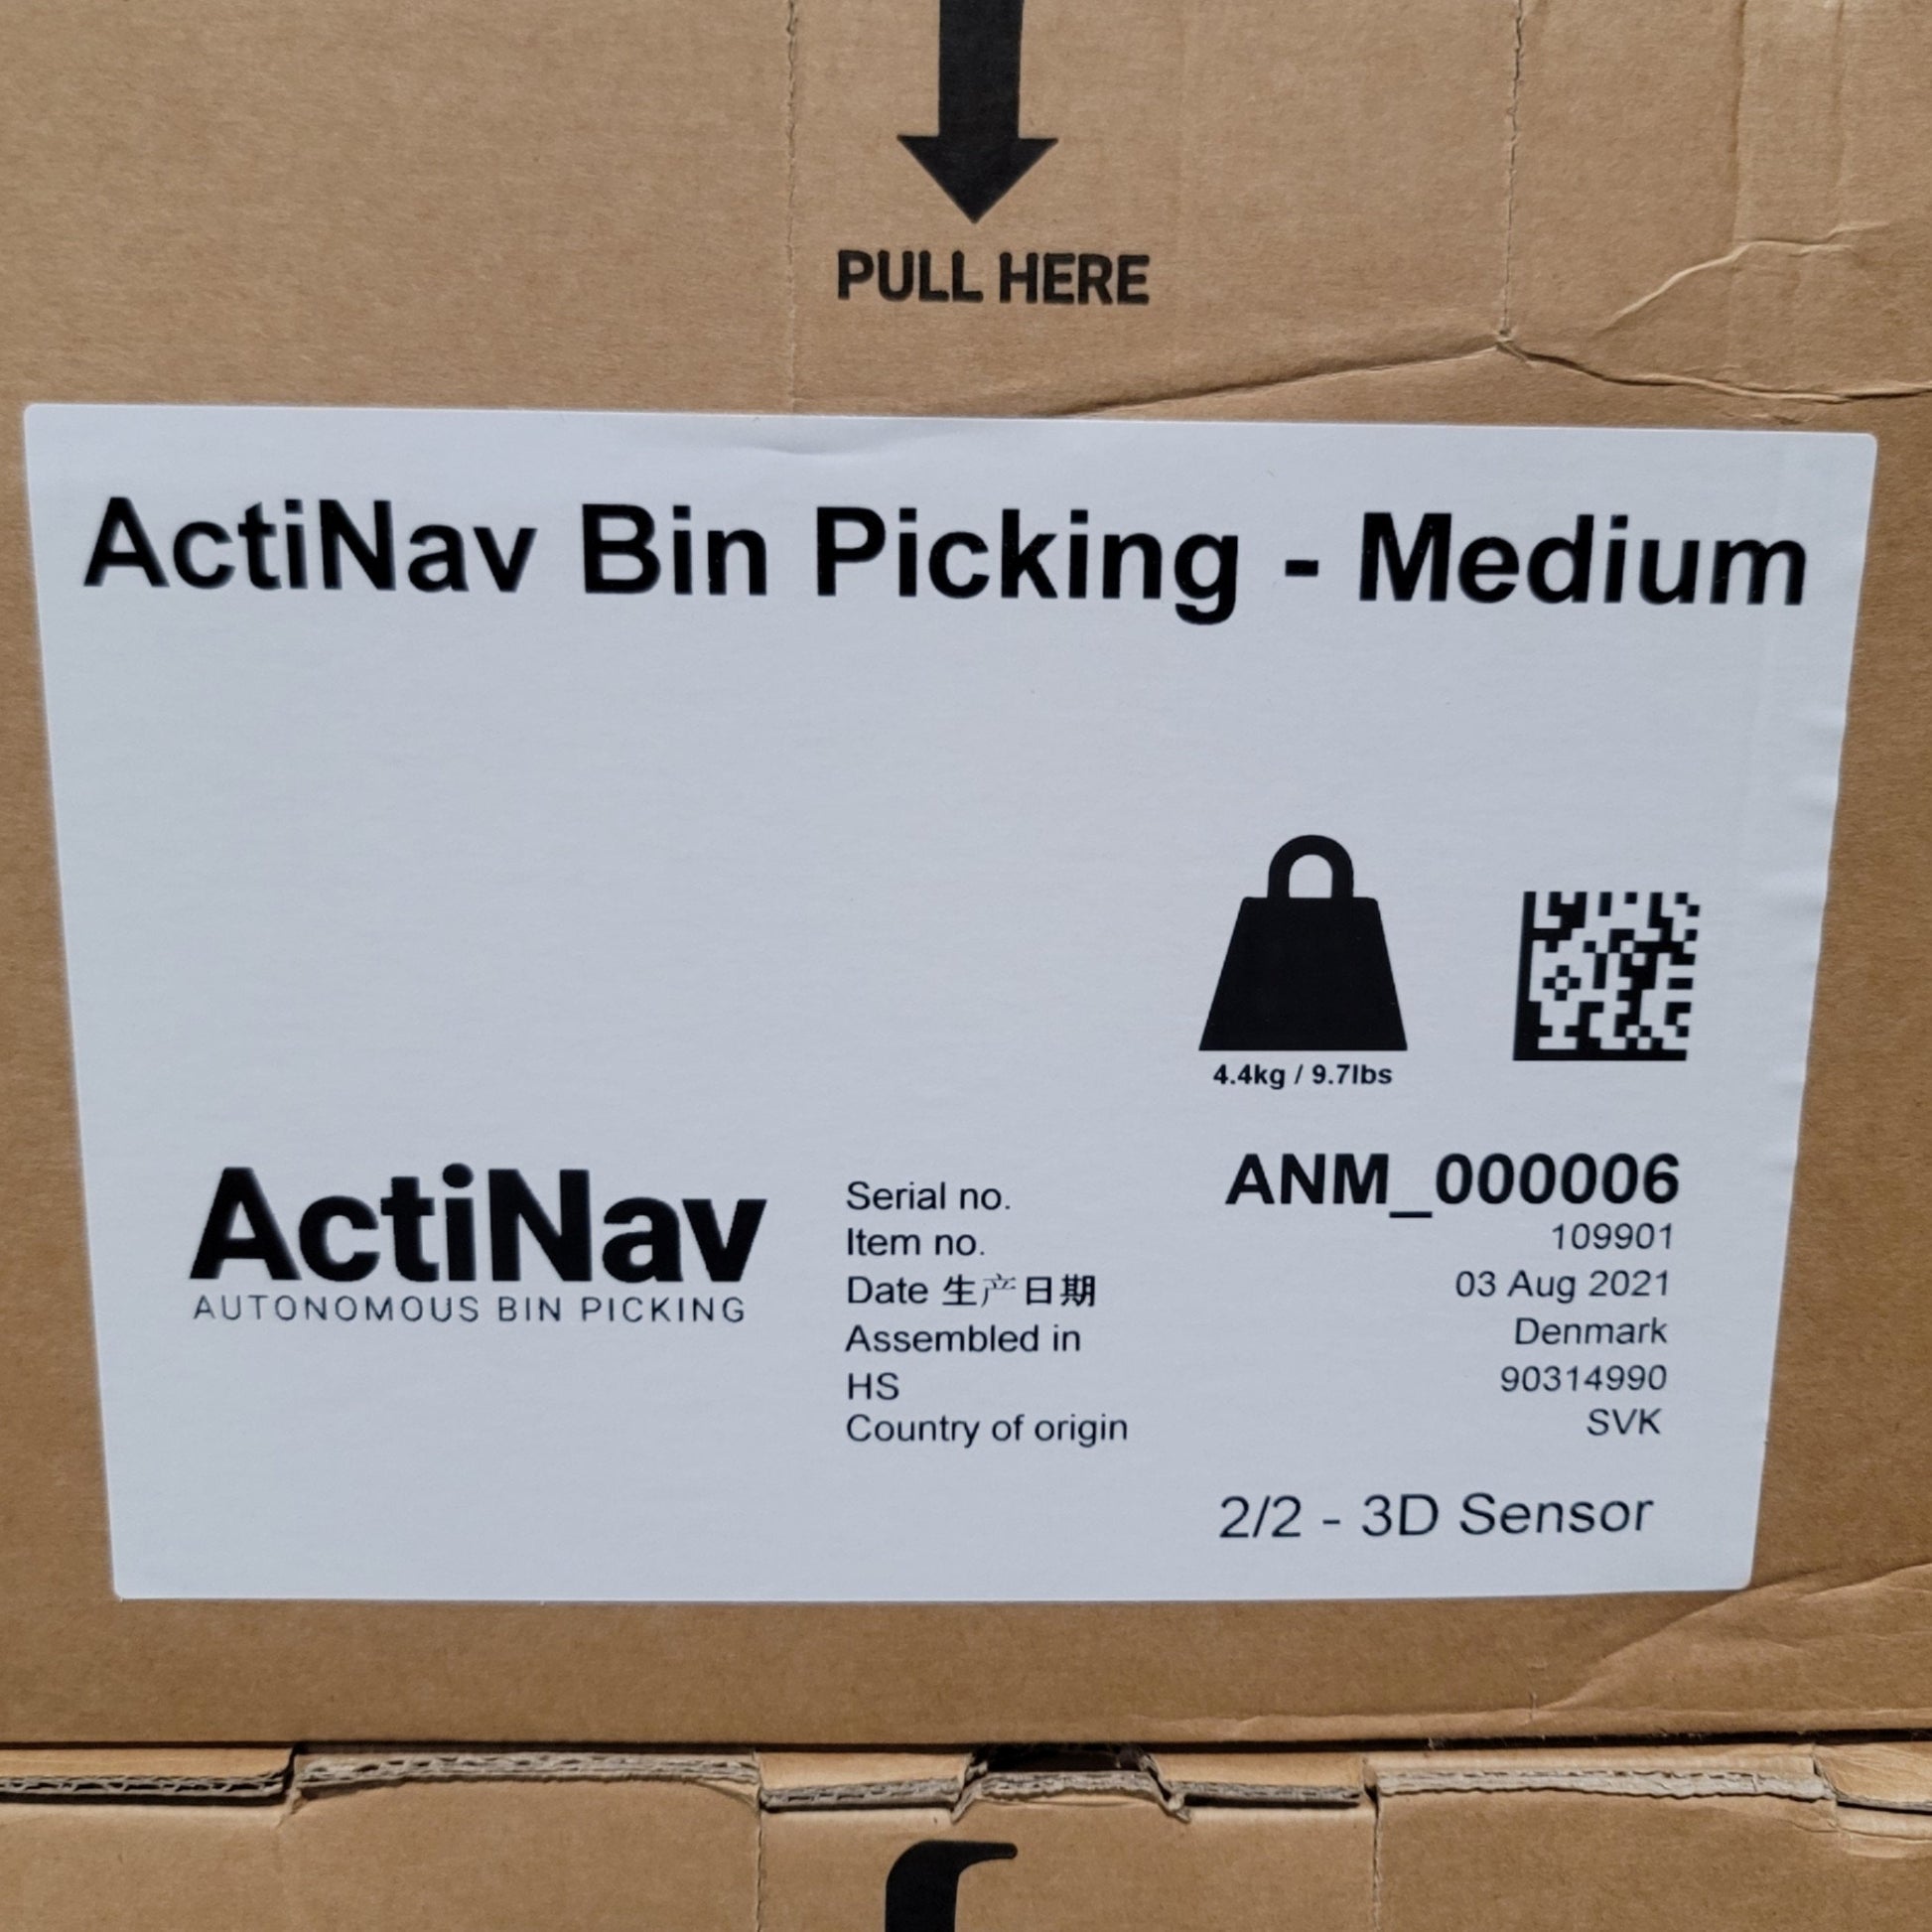 PULL HERE
ActiNav Bin Picking - Medium
4.4kg / 9.7lbs
ActiNav
AUTONOMOUS BIN PICKING
Serial no. ANM_000006
Item no. 109901
Date 生产日期 03 Aug 2021
Assembled in Denmark
HS 90314990
Country of origin SVK
2/2 - 3D Sensor